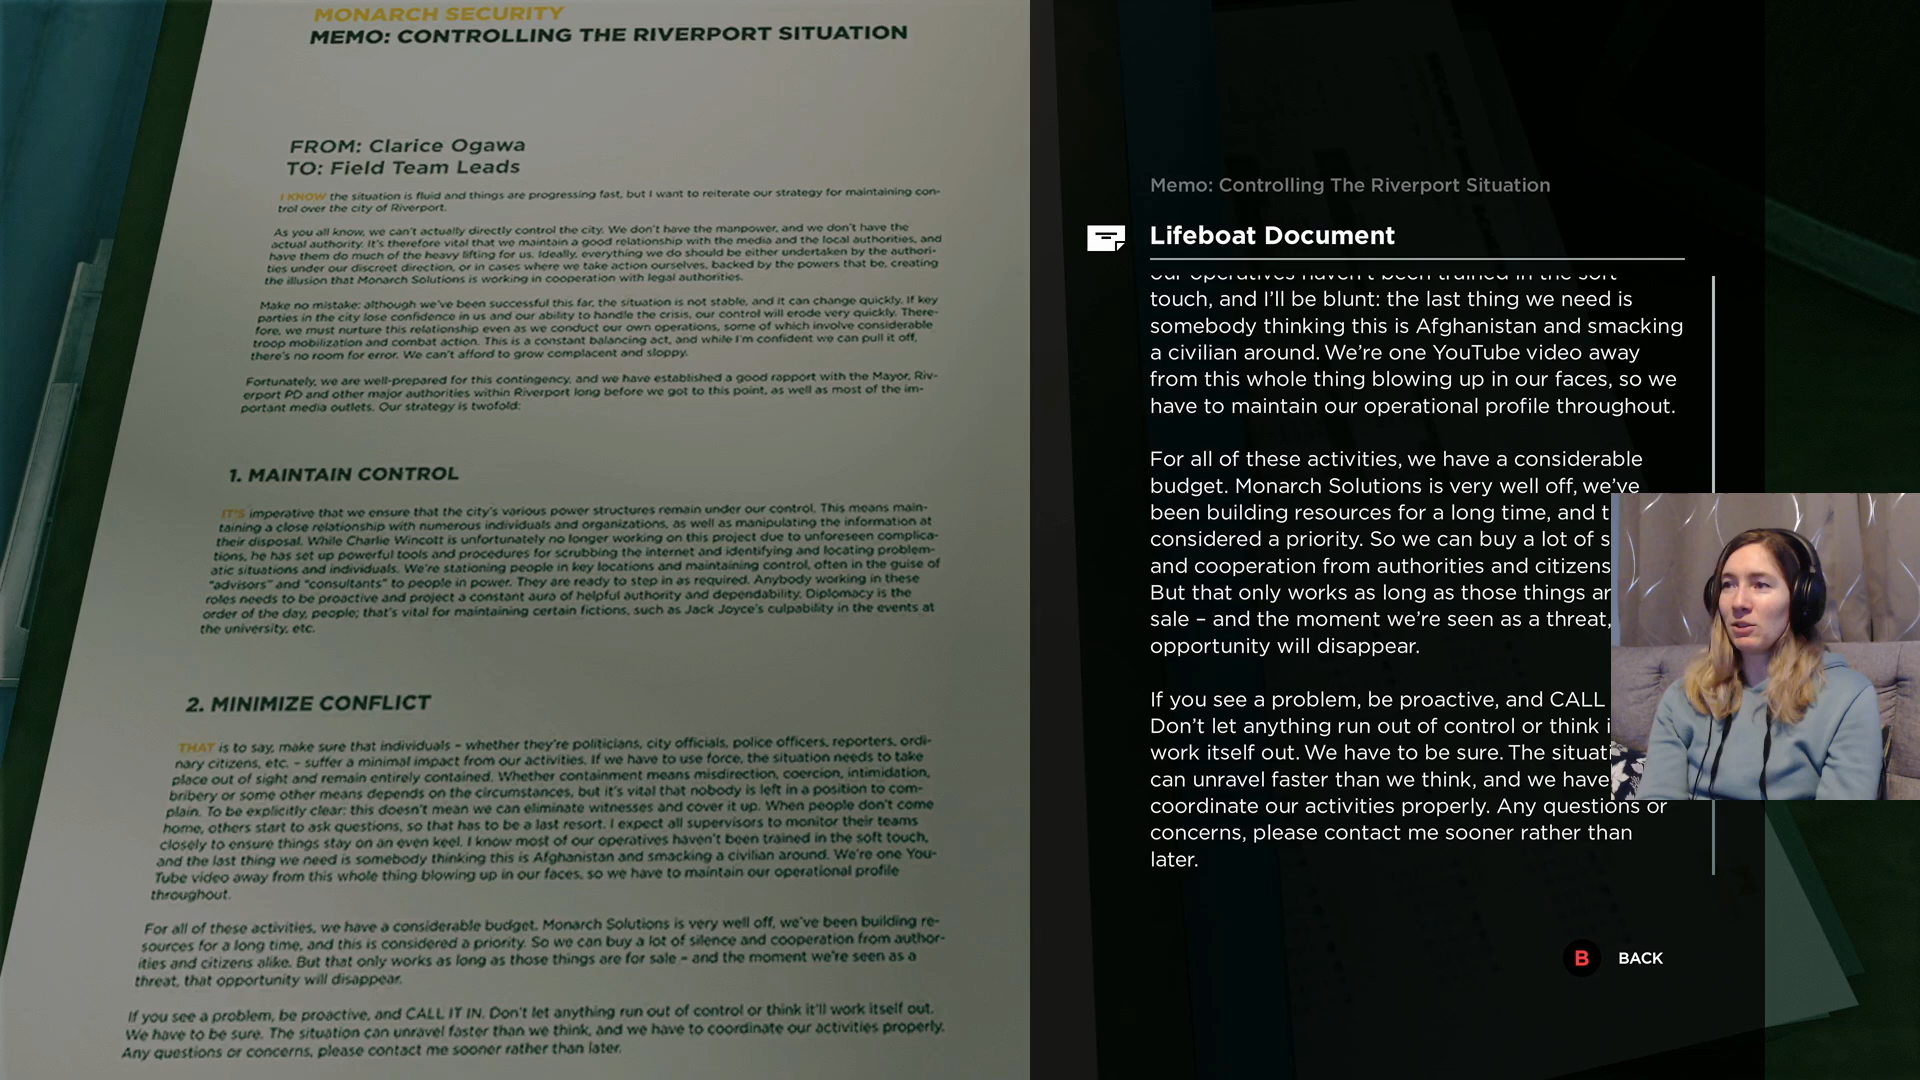 MONARCH SECURITY
MEMO: CONTROLLING THE RIVERPORT SITUATION
FROM: Clarice Ogawa
TO: Field Team Leads
I KNOW the situation is fluid and things are progressing fast, but I want to reiterate our strategy for maintaining con-
trol over the city of Riverport.
As you all know, we can't actually directly control the city. We don't have the manpower, and we don't have the
actual authority. It's therefore vital that we maintain a good relationship with the media and the local authorities, and
have them do much of the heavy lifting for us. Ideally, everything we do should be either undertaken by the authori-
ties under our discreet direction, or in cases where we take action ourselves, backed by the powers that be, creating
the illusion that Monarch Solutions is working in cooperation with legal authorities.
Make no mistake: although we've been successful this far, the situation is not stable, and it can change quickly. If key
parties in the city lose confidence in us and our ability to handle the crisis, our control will erode very quickly. There-
fore, we must nurture this relationship even as we conduct our own operations, some of which involve considerable
troop mobilization and combat action. This is a constant balancing act, and while I'm confident we can pull it off,
there's no room for error. We can't afford to grow complacent and sloppy.
Fortunately, we are well-prepared for this contingency, and we have established a good rapport with the Mayor, Riv-
erport PD and other major authorities within Riverport long before we got to this point, as well as most of the im-
portant media outlets. Our strategy is twofold:
1. MAINTAIN CONTROL
IT'S imperative that we ensure that the city's various power structures remain under our control. This means main-
taining a close relationship with numerous individuals and organizations, as well as manipulating the information at
their disposal. While Charlie Wincott is unfortunately no longer working on this project due to unforeseen complica-
tions, he has set up powerful tools and procedures for scrubbing the internet and identifying and locating problem-
atic situations and individuals. We're stationing people in key locations and maintaining control, often in the guise of
"advisors" and "consultants" to people in power. They are ready to step in as required. Anybody working in these
roles needs to be proactive and project a constant aura of helpful authority and dependability. Diplomacy is the
order of the day, people; that's vital for maintaining certain fictions, such as Jack Joyce's culpability in the events at
the university, etc.
2. MINIMIZE CONFLICT
THAT is to say, make sure that individuals – whether they're politicians, city officials, police officers, reporters, ordi-
nary citizens, etc. – suffer a minimal impact from our activities. If we have to use force, the situation needs to take
place out of sight and remain entirely contained. Whether containment means misdirection, coercion, intimidation,
bribery or some other means depends on the circumstances, but it's vital that nobody is left in a position to com-
plain. To be explicitly clear: this doesn't mean we can eliminate witnesses and cover it up. When people don't come
home, others start to ask questions, so that has to be a last resort. I expect all supervisors to monitor their teams
closely to ensure things stay on an even keel. I know most of our operatives haven't been trained in the soft touch,
and the last thing we need is somebody thinking this is Afghanistan and smacking a civilian around. We're one You-
Tube video away from this whole thing blowing up in our faces, so we have to maintain our operational profile
throughout.
For all of these activities, we have a considerable budget. Monarch Solutions is very well off, we've been building re-
sources for a long time, and this is considered a priority. So we can buy a lot of silence and cooperation from author-
ities and citizens alike. But that only works as long as those things are for sale – and the moment we're seen as a
threat, that opportunity will disappear.
If you see a problem, be proactive, and CALL IT IN. Don't let anything run out of control or think it'll work itself out.
We have to be sure. The situation can unravel faster than we think, and we have to coordinate our activities properly.
Any questions or concerns, please contact me sooner rather than later.
Memo: Controlling The Riverport Situation
Lifeboat Document
our operatives haven't been trained in the soft
touch, and I'll be blunt: the last thing we need is
somebody thinking this is Afghanistan and smacking
a civilian around. We're one YouTube video away
from this whole thing blowing up in our faces, so we
have to maintain our operational profile throughout.
For all of these activities, we have a considerable
budget. Monarch Solutions is very well off, we've
been building resources for a long time, and t
considered a priority. So we can buy a lot of s
and cooperation from authorities and citizens
But that only works as long as those things ar
sale – and the moment we're seen as a threat,
opportunity will disappear.
If you see a problem, be proactive, and CALL
Don't let anything run out of control or think i
work itself out. We have to be sure. The situati
can unravel faster than we think, and we have
coordinate our activities properly. Any questions or
concerns, please contact me sooner rather than
later.
B BACK